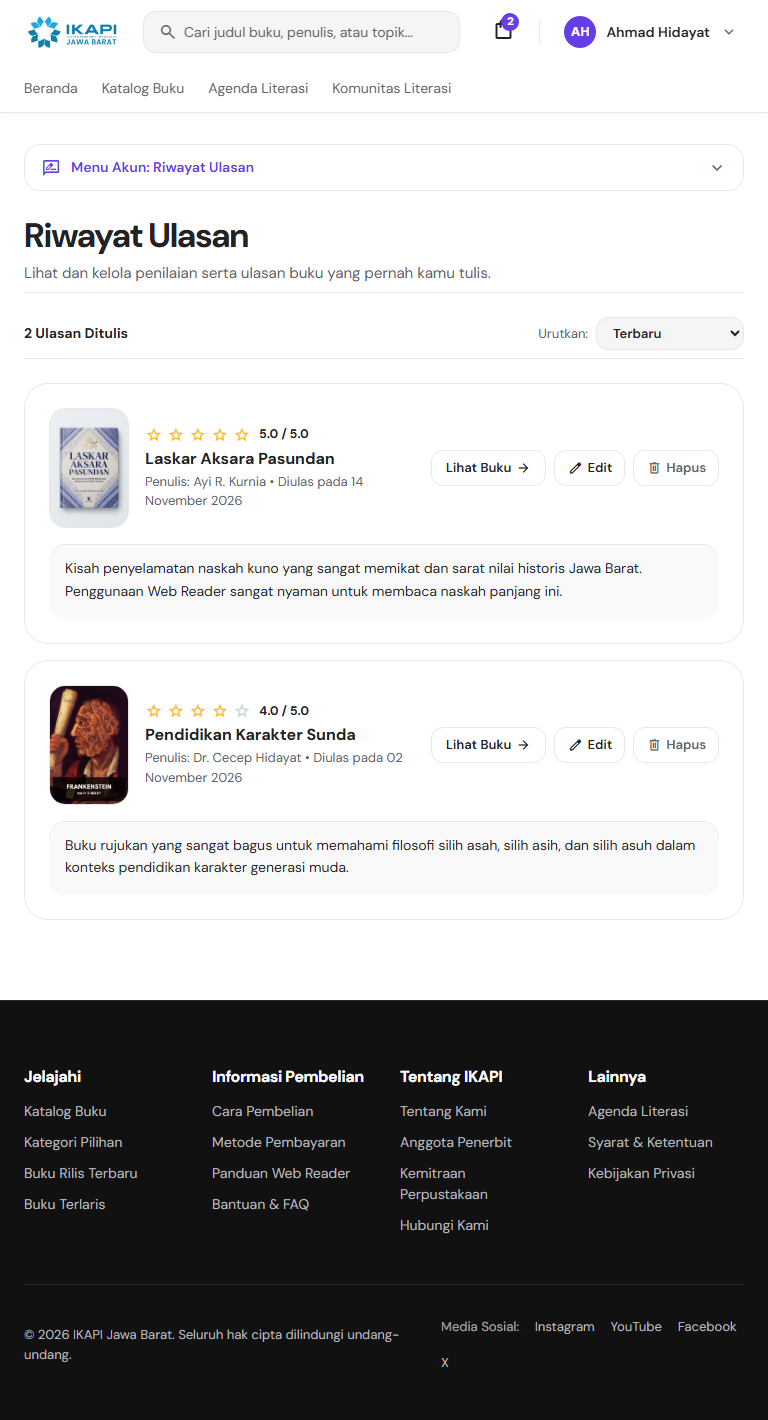 IKAPI
JAWA BARAT
Cari judul buku, penulis, atau topik...
2
AH
Ahmad Hidayat
Beranda
Katalog Buku
Agenda Literasi
Komunitas Literasi
Menu Akun: Riwayat Ulasan
Riwayat Ulasan
Lihat dan kelola penilaian serta ulasan buku yang pernah kamu tulis.
2 Ulasan Ditulis
Urutkan:
Terbaru
LASKAR
AKSARA
PASUNDAN
5.0 / 5.0
Laskar Aksara Pasundan
Penulis: Ayi R. Kurnia • Diulas pada 14
November 2026
Lihat Buku →
Edit
Hapus
Kisah penyelamatan naskah kuno yang sangat memikat dan sarat nilai historis Jawa Barat.
Penggunaan Web Reader sangat nyaman untuk membaca naskah panjang ini.
FRANKENSTEIN
4.0 / 5.0
Pendidikan Karakter Sunda
Penulis: Dr. Cecep Hidayat • Diulas pada 02
November 2026
Lihat Buku →
Edit
Hapus
Buku rujukan yang sangat bagus untuk memahami filosofi silih asah, silih asih, dan silih asuh dalam
konteks pendidikan karakter generasi muda.
Jelajahi
Katalog Buku
Kategori Pilihan
Buku Rilis Terbaru
Buku Terlaris
Informasi Pembelian
Cara Pembelian
Metode Pembayaran
Panduan Web Reader
Bantuan & FAQ
Tentang IKAPI
Tentang Kami
Anggota Penerbit
Kemitraan
Perpustakaan
Hubungi Kami
Lainnya
Agenda Literasi
Syarat & Ketentuan
Kebijakan Privasi
© 2026 IKAPI Jawa Barat. Seluruh hak cipta dilindungi undang-
undang.
Media Sosial:
Instagram
YouTube
Facebook
X